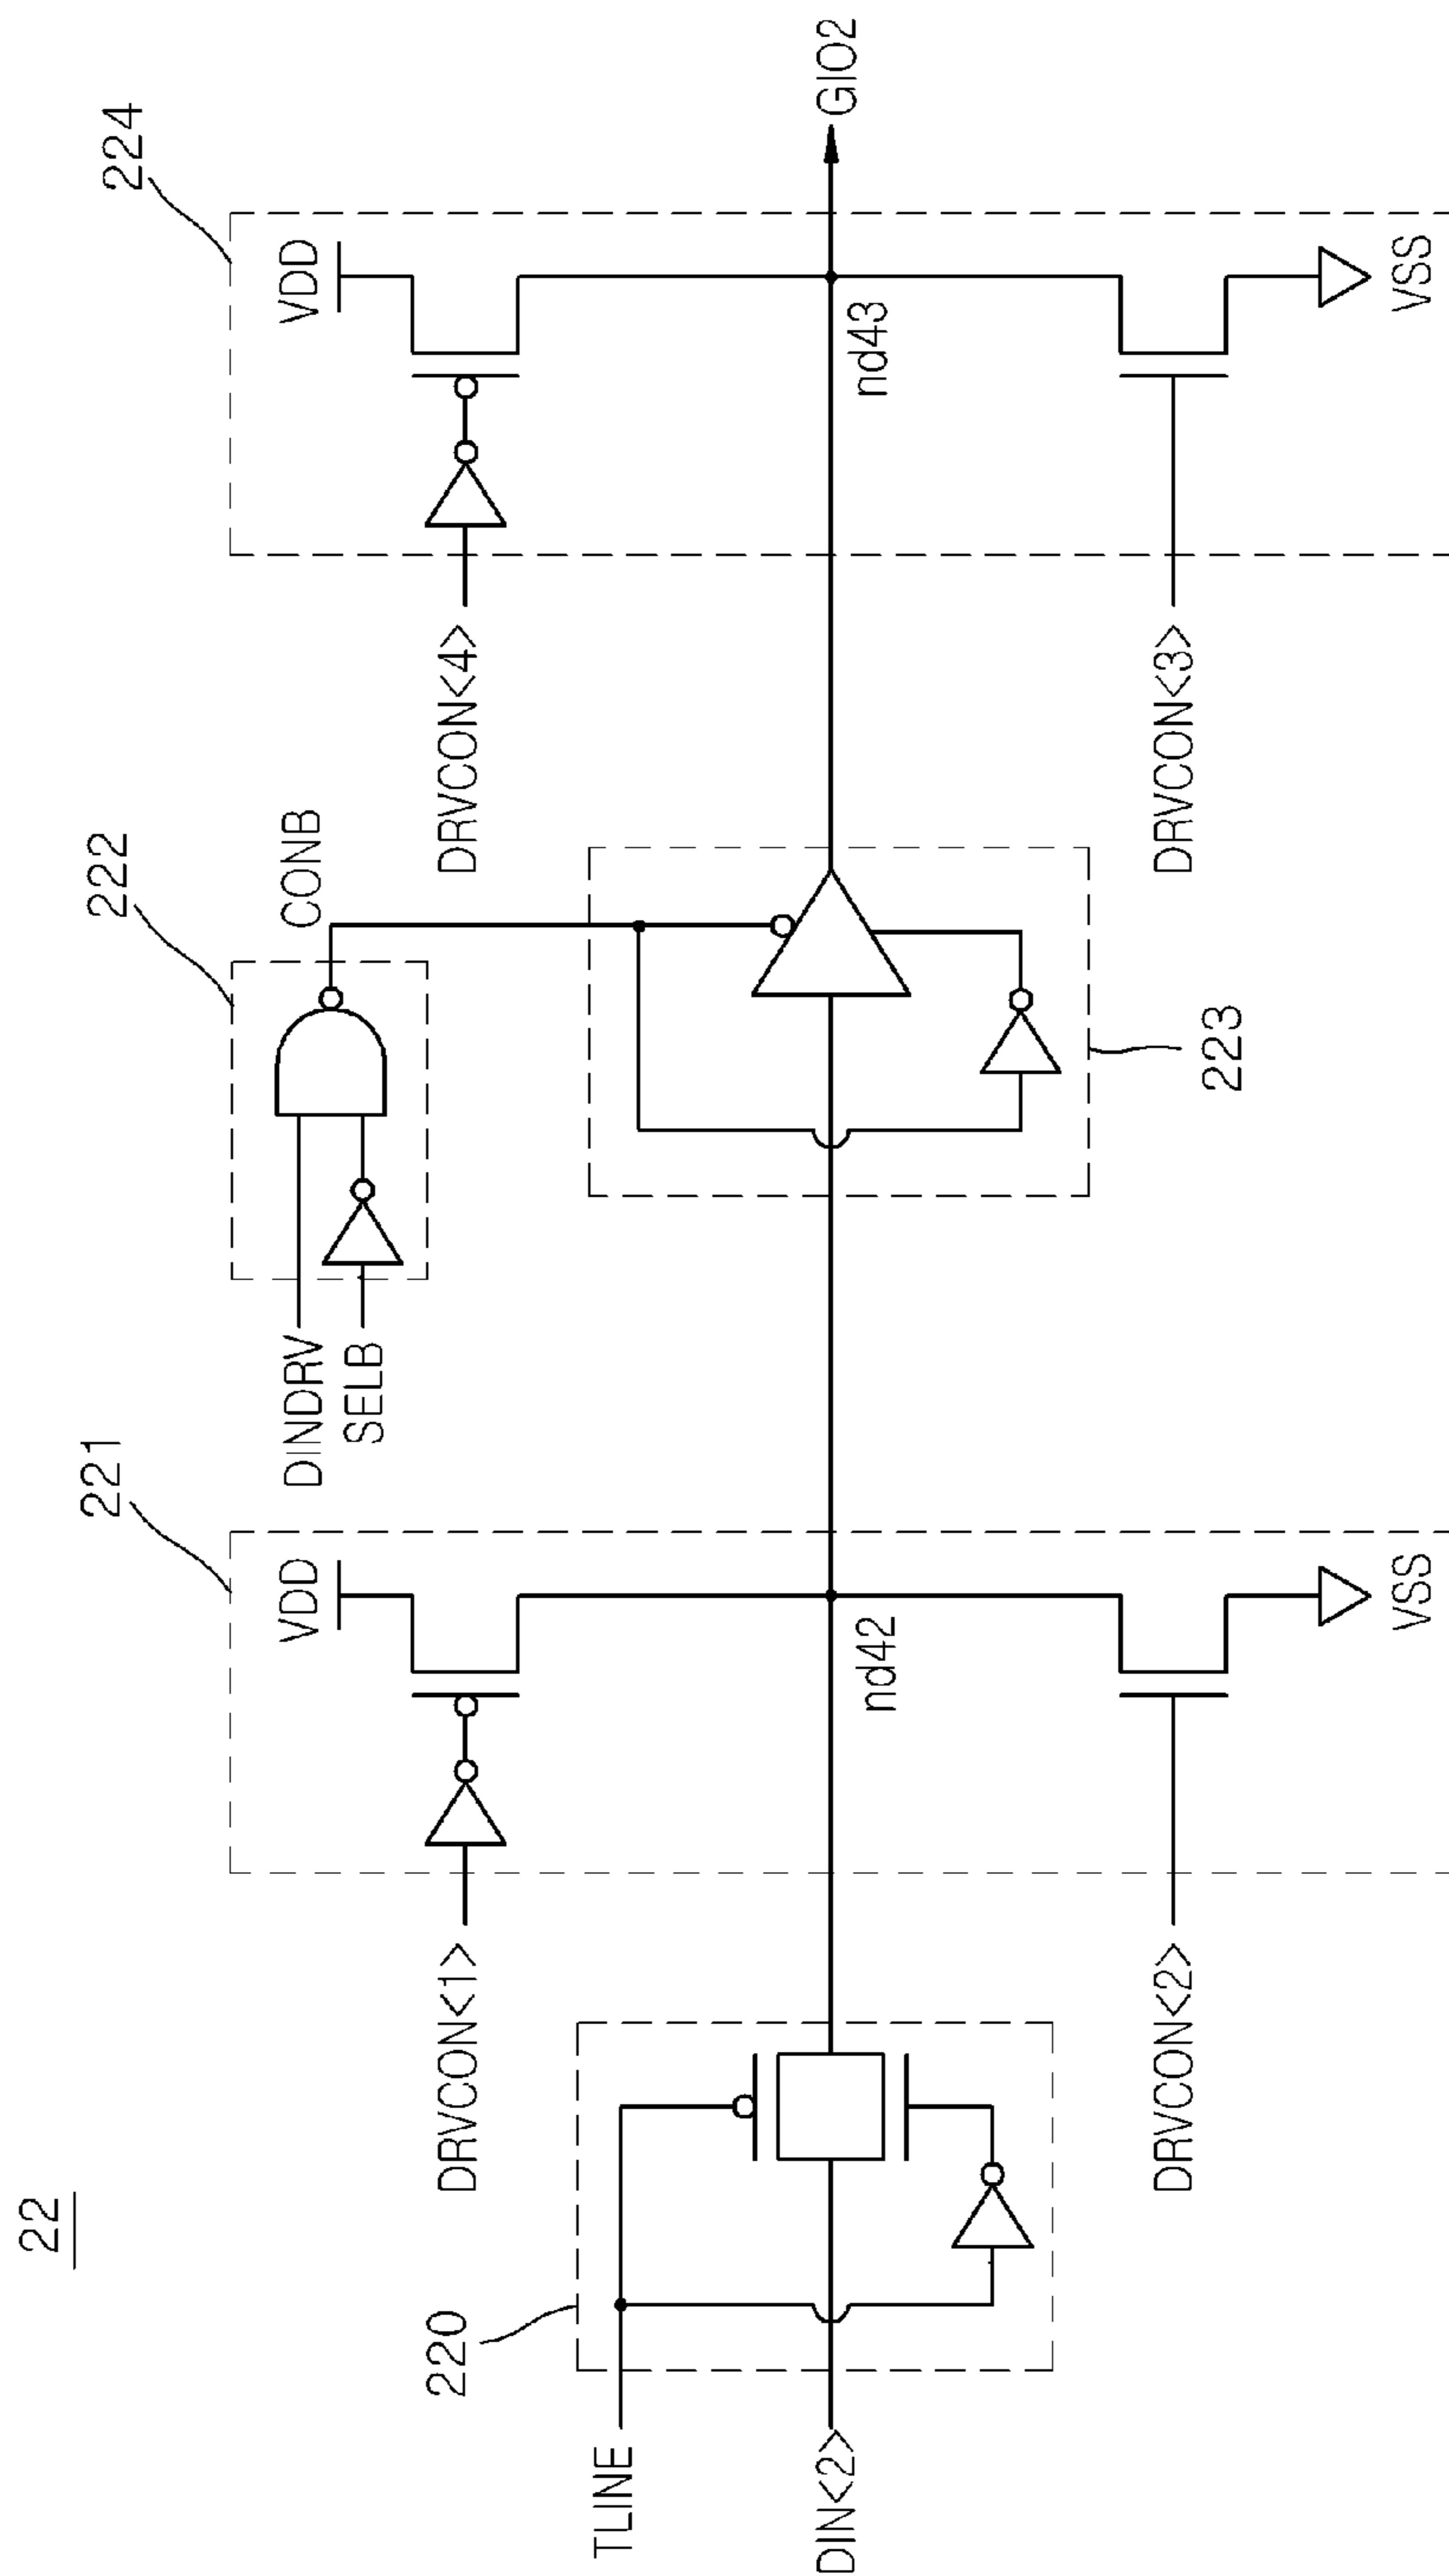 22
221
222
224
VDD
DINDRV
SELB
CONB
VDD
DRVCON<1>
DRVCON<4>
220
TLINE
DIN<2>
nd42
nd43
GIO2
223
DRVCON<2>
DRVCON<3>
VSS
VSS